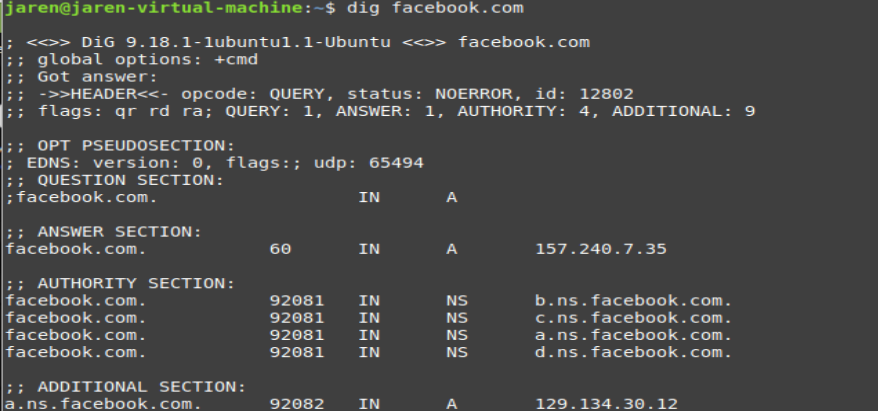 jaren@jaren-virtual-machine:~$ dig facebook.com
; <<>> DiG 9.18.1-1ubuntu1.1-Ubuntu <<>> facebook.com
;; global options: +cmd
;; Got answer:
;; ->>HEADER<<- opcode: QUERY, status: NOERROR, id: 12802
;; flags: qr rd ra; QUERY: 1, ANSWER: 1, AUTHORITY: 4, ADDITIONAL: 9
;; OPT PSEUDOSECTION:
; EDNS: version: 0, flags:; udp: 65494
;; QUESTION SECTION:
;facebook.com. IN A
;; ANSWER SECTION:
facebook.com. 60 IN A 157.240.7.35
;; AUTHORITY SECTION:
facebook.com. 92081 IN NS b.ns.facebook.com.
facebook.com. 92081 IN NS c.ns.facebook.com.
facebook.com. 92081 IN NS a.ns.facebook.com.
facebook.com. 92081 IN NS d.ns.facebook.com.
;; ADDITIONAL SECTION:
a.ns.facebook.com. 92082 IN A 129.134.30.12